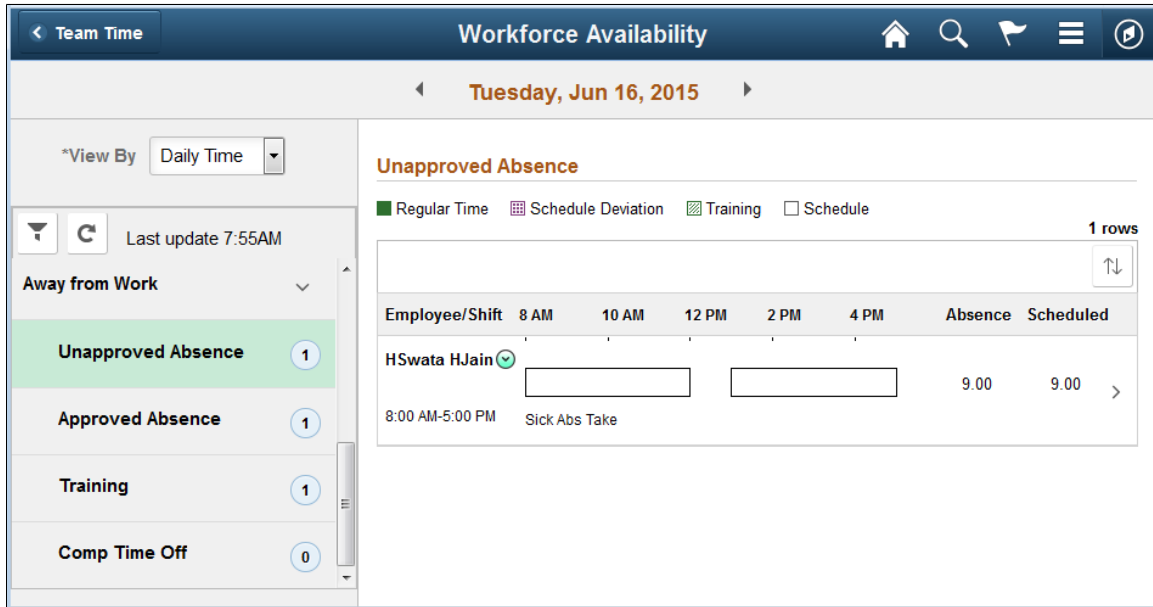 Team Time
Workforce Availability
Tuesday, Jun 16, 2015
*View By Daily Time
Last update 7:55AM
Away from Work
Unapproved Absence 1
Approved Absence 1
Training 1
Comp Time Off 0
Unapproved Absence
Regular Time Schedule Deviation Training Schedule
1 rows
Employee/Shift 8 AM 10 AM 12 PM 2 PM 4 PM Absence Scheduled
HSwata HJain 9.00 9.00
8:00 AM-5:00 PM Sick Abs Take